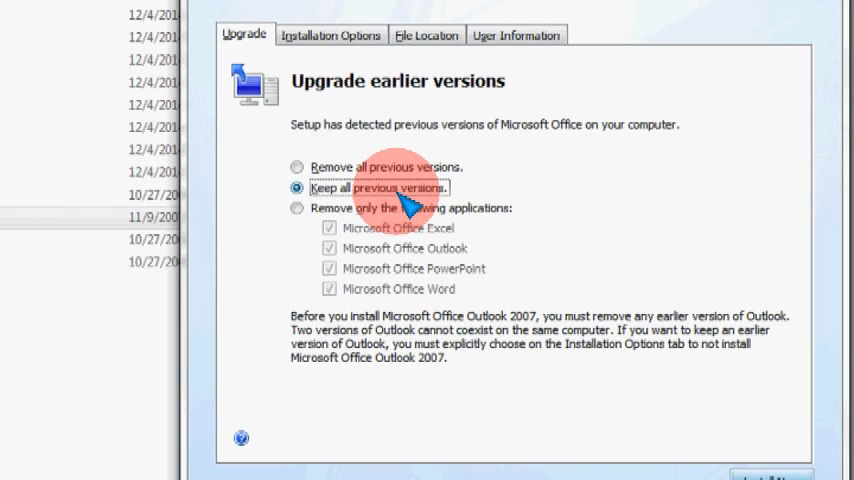 12/4/201
12/4/201
12/4/201
12/4/201
12/4/201
12/4/201
12/4/201
12/4/201
10/27/20
11/9/200
10/27/20
10/27/20
Upgrade Installation Options File Location User Information
Upgrade earlier versions
Setup has detected previous versions of Microsoft Office on your computer.
Remove all previous versions.
Keep all previous versions.
Remove only the following applications:
Microsoft Office Excel
Microsoft Office Outlook
Microsoft Office PowerPoint
Microsoft Office Word
Before you install Microsoft Office Outlook 2007, you must remove any earlier version of Outlook.
Two versions of Outlook cannot coexist on the same computer. If you want to keep an earlier
version of Outlook, you must explicitly choose on the Installation Options tab to not install
Microsoft Office Outlook 2007.